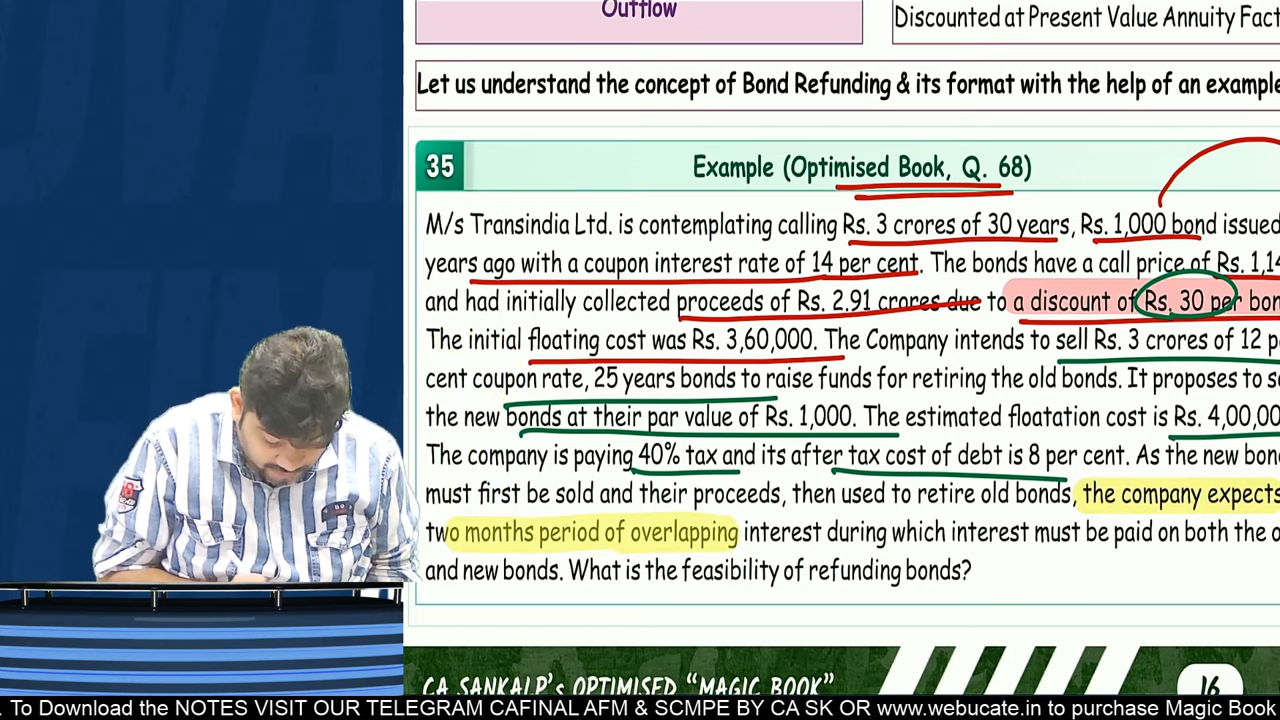 Outflow
Discounted at Present Value Annuity Fact
Let us understand the concept of Bond Refunding & its format with the help of an example
35
Example (Optimised Book, Q. 68)
M/s Transindia Ltd. is contemplating calling Rs. 3 crores of 30 years, Rs. 1,000 bond issued
years ago with a coupon interest rate of 14 per cent. The bonds have a call price of Rs. 1,14
and had initially collected proceeds of Rs. 2.91 crores due to a discount of Rs. 30 per bon
The initial floating cost was Rs. 3,60,000. The Company intends to sell Rs. 3 crores of 12 p
cent coupon rate, 25 years bonds to raise funds for retiring the old bonds. It proposes to s
the new bonds at their par value of Rs. 1,000. The estimated floatation cost is Rs. 4,00,00
The company is paying 40% tax and its after tax cost of debt is 8 per cent. As the new bon
must first be sold and their proceeds, then used to retire old bonds, the company expects
two months period of overlapping interest during which interest must be paid on both the o
and new bonds. What is the feasibility of refunding bonds?
CA SANKALP's OPTIMISED "MAGIC BOOK"
16
. To Download the NOTES VISIT OUR TELEGRAM CAFINAL AFM & SCMPE BY CA SK OR www.webucate.in to purchase Magic Book